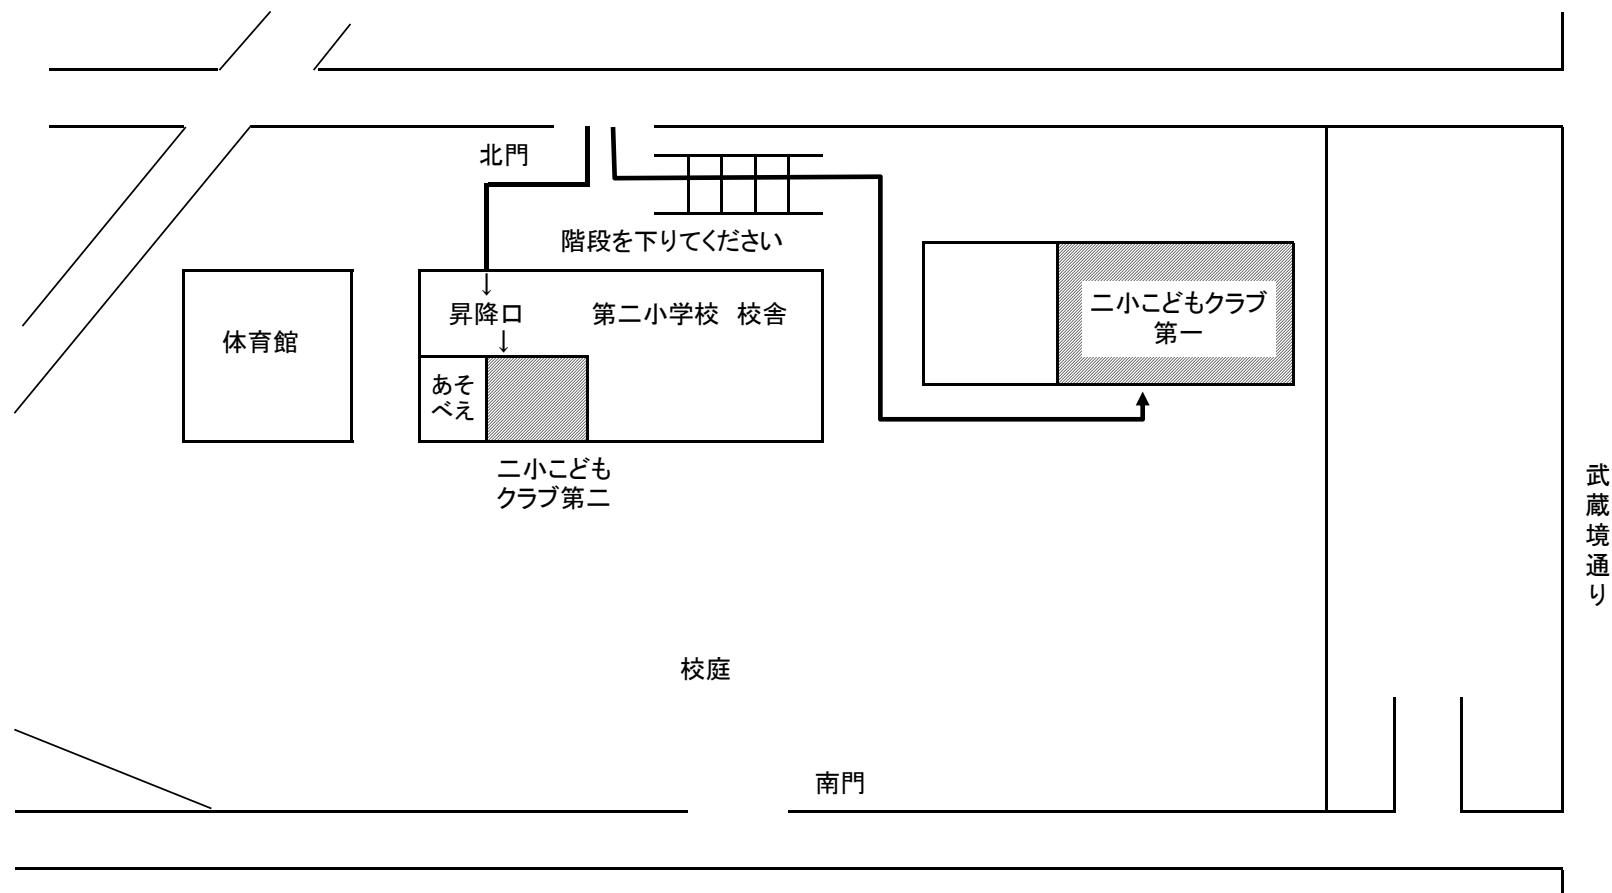 北門
階段を下りてください
↓
昇降口
↓
第二小学校 校舎
体育館
あそ
べえ
二小こども
クラブ第二
二小こどもクラブ
第一
武蔵境通り
校庭
南門